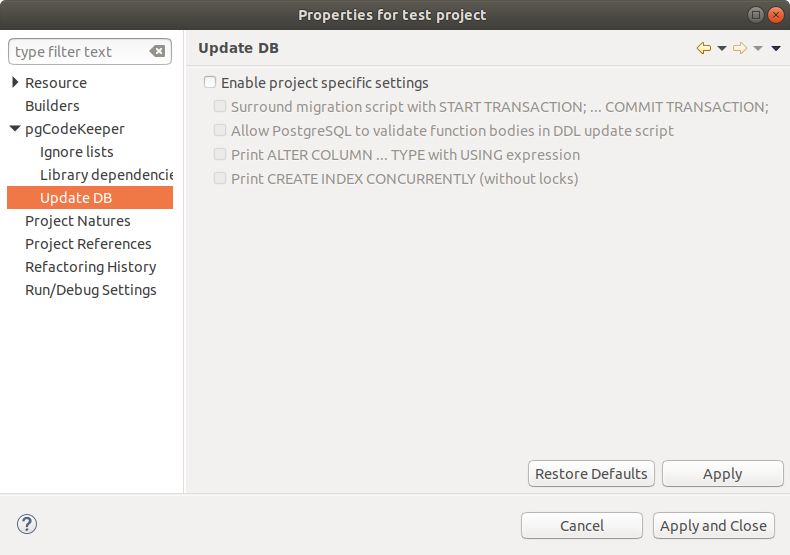 Properties for test project
type filter text
Update DB
Resource
Builders
pgCodeKeeper
Ignore lists
Library dependencie
Update DB
Project Natures
Project References
Refactoring History
Run/Debug Settings
Enable project specific settings
Surround migration script with START TRANSACTION; ... COMMIT TRANSACTION;
Allow PostgreSQL to validate function bodies in DDL update script
Print ALTER COLUMN ... TYPE with USING expression
Print CREATE INDEX CONCURRENTLY (without locks)
Restore Defaults
Apply
?
Cancel
Apply and Close